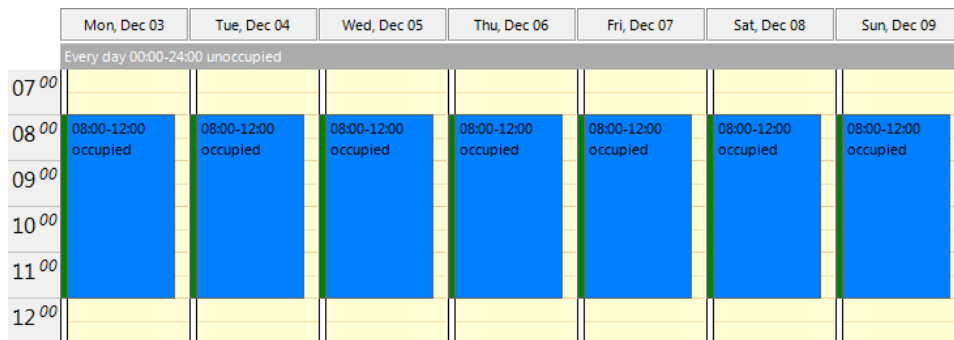 Mon, Dec 03 Tue, Dec 04 Wed, Dec 05 Thu, Dec 06 Fri, Dec 07 Sat, Dec 08 Sun, Dec 09
Every day 00:00-24:00 unoccupied
07 00
08 00 08:00-12:00 08:00-12:00 08:00-12:00 08:00-12:00 08:00-12:00 08:00-12:00 08:00-12:00
occupied occupied occupied occupied occupied occupied occupied
09 00
10 00
11 00
12 00